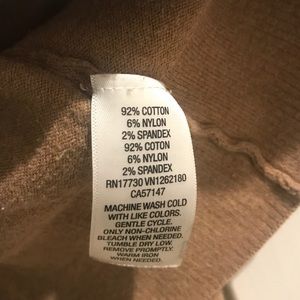 92% COTTON
6% NYLON
2% SPANDEX
92% COTTON
6% NYLON
2% SPANDEX
RN17730 VN1262180
CA57147
MACHINE WASH COLD
WITH LIKE COLORS.
GENTLE CYCLE.
ONLY NON-CHLORINE
BLEACH WHEN NEEDED.
TUMBLE DRY LOW.
REMOVE PROMPTLY.
WARM IRON
WHEN NEEDED.